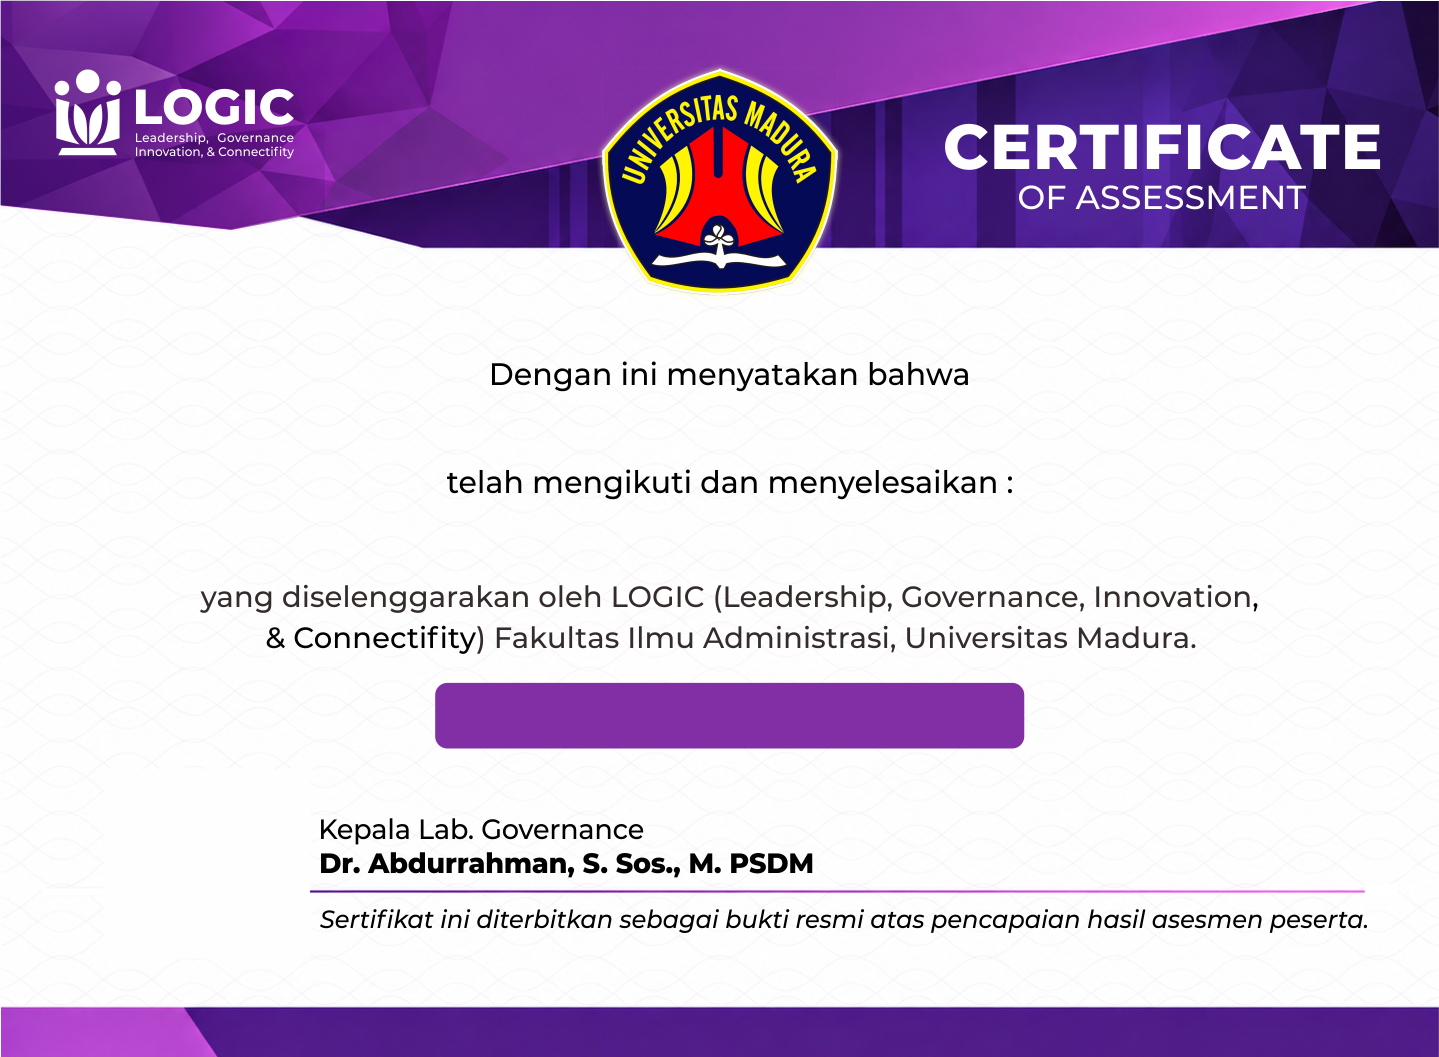 LOGIC
Leadership, Governance
Innovation, & Connectifity
UNIVERSITAS MADURA
CERTIFICATE
OF ASSESSMENT
Dengan ini menyatakan bahwa
telah mengikuti dan menyelesaikan :
yang diselenggarakan oleh LOGIC (Leadership, Governance, Innovation,
& Connectifity) Fakultas Ilmu Administrasi, Universitas Madura.
Kepala Lab. Governance
Dr. Abdurrahman, S. Sos., M. PSDM
Sertifikat ini diterbitkan sebagai bukti resmi atas pencapaian hasil asesmen peserta.